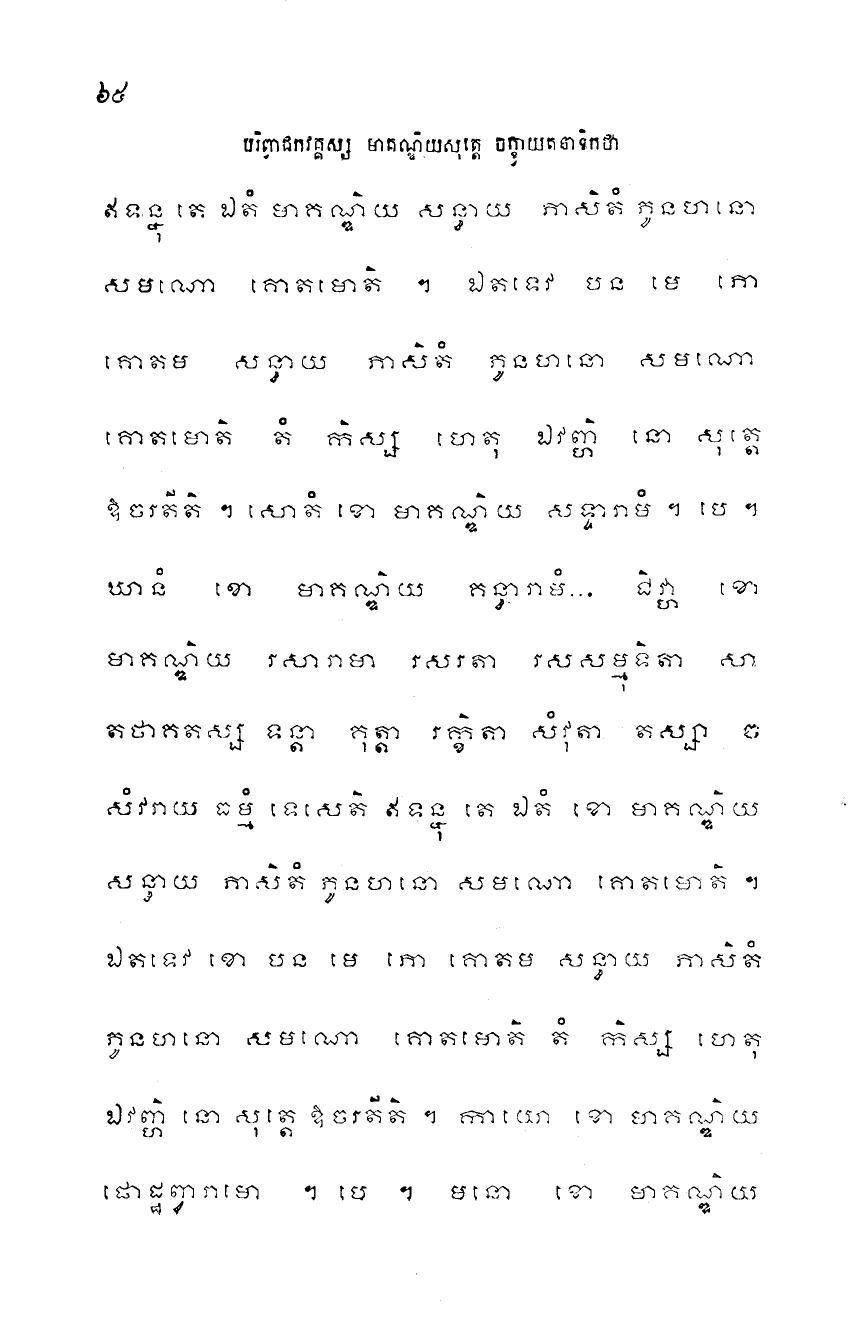 ៦៥
បរិព្វាជកវគ្គស្ស មាគណ្ឌិយសុត្តេ ចក្ខ្វាយតនាទិកថា
ឥទន្នុ តេ ឯតំ មាគណ្ឌិយ សន្ធាយ ភាសិតំ ភូនហនោ
សមណោ គោតមោតិ ។ ឯតទេវ បន មេ ភោ
គោតម សន្ធាយ ភាសិតំ ភូនហនោ សមណោ
គោតមោតិ តំ កិស្ស ហេតុ ឯវញ្ហិ នោ សុត្តេ
ឱចរតីតិ ។ សោតំ ខោ មាគណ្ឌិយ សទ្ទារាមំ ។ បេ ។
ឃានំ ខោ មាគណ្ឌិយ គន្ធារាមំ... ជិវ្ហា ខោ
មាគណ្ឌិយ រសារាមា រសរតា រសសម្មុទិតា សា
តថាគតស្ស ទន្តា គុត្តា រក្ខិតា សំវុតា តស្សា ច
សំវរាយ ធម្មំ ទេសេតិ ឥទន្នុ តេ ឯតំ ខោ មាគណ្ឌិយ
សន្ធាយ ភាសិតំ ភូនហនោ សមណោ គោតមោតិ ។
ឯតទេវ ខោ បន មេ ភោ គោតម សន្ធាយ ភាសិតំ
ភូនហនោ សមណោ គោតមោតិ តំ កិស្ស ហេតុ
ឯវញ្ហិ នោ សុត្តេ ឱចរតីតិ ។ កាយោ ខោ មាគណ្ឌិយ
ផោដ្ឋព្វារាមោ ។ បេ ។ មនោ ខោ មាគណ្ឌិយ